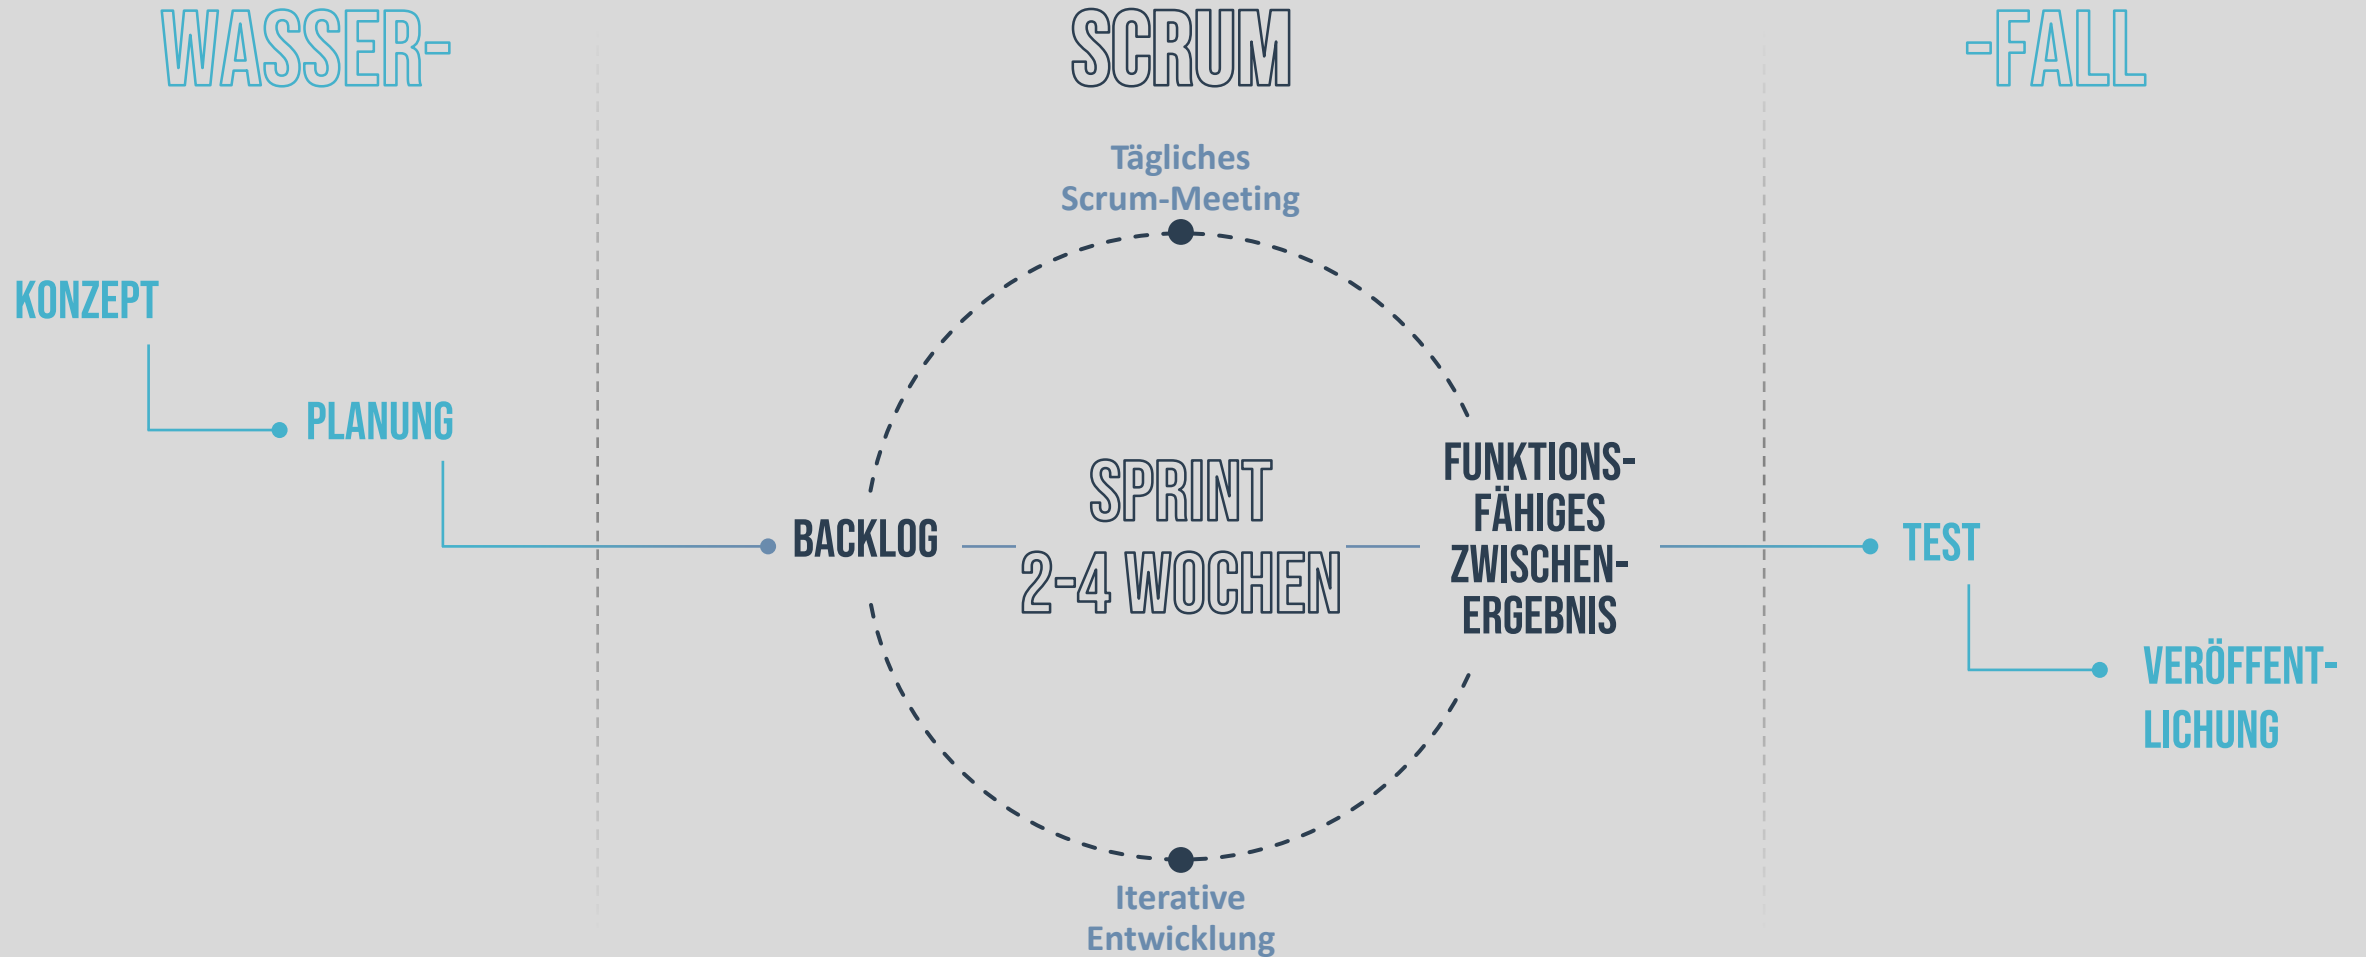 WASSER-
SCRUM
-FALL
Tägliches
Scrum-Meeting
KONZEPT
PLANUNG
BACKLOG
SPRINT
2-4 WOCHEN
FUNKTIONS-
FÄHIGES
ZWISCHEN-
ERGEBNIS
TEST
VERÖFFENT-
LICHUNG
Iterative
Entwicklung